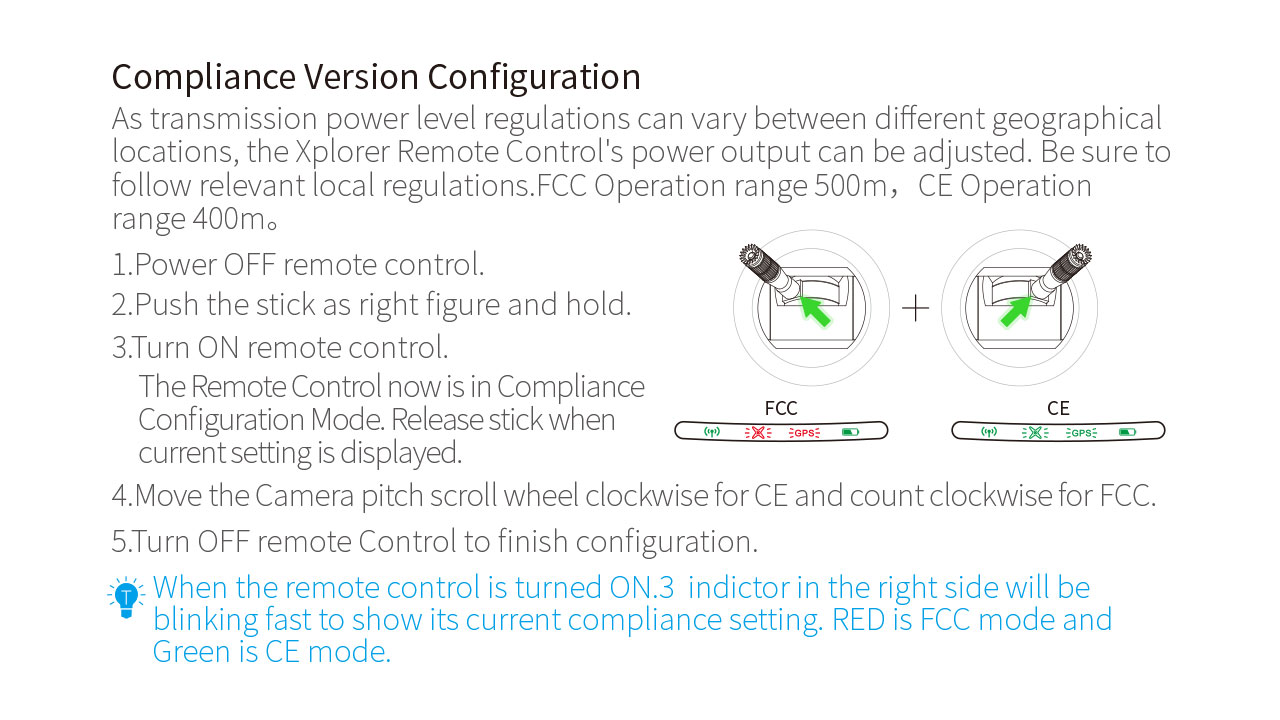 Compliance Version Configuration
As transmission power level regulations can vary between different geographical
locations, the Xplorer Remote Control's power output can be adjusted. Be sure to
follow relevant local regulations.FCC Operation range 500m，CE Operation
range 400m。
1.Power OFF remote control.
2.Push the stick as right figure and hold.
3.Turn ON remote control.
The Remote Control now is in Compliance
Configuration Mode. Release stick when
current setting is displayed.
+
FCC
CE
GPS
GPS
4.Move the Camera pitch scroll wheel clockwise for CE and count clockwise for FCC.
5.Turn OFF remote Control to finish configuration.
T
When the remote control is turned ON.3 indictor in the right side will be
blinking fast to show its current compliance setting. RED is FCC mode and
Green is CE mode.